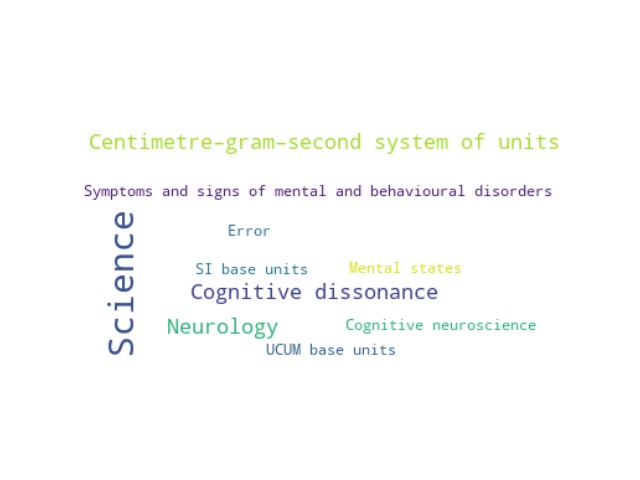 Centimetre–gram–second system of units
Symptoms and signs of mental and behavioural disorders
Science
Error
SI base units
Mental states
Cognitive dissonance
Neurology
Cognitive neuroscience
UCUM base units